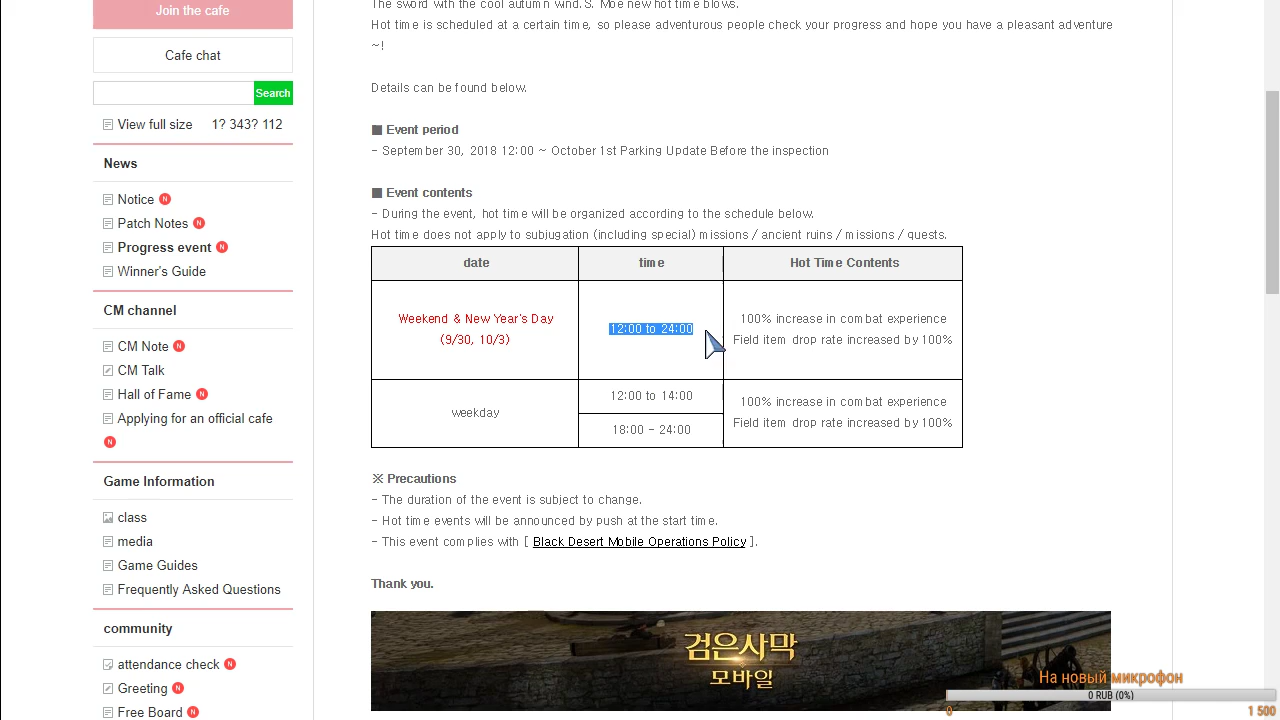 Join the cafe
Cafe chat
Search
View full size 1? 343? 112
News
Notice N
Patch Notes N
Progress event N
Writer's Guide
CM channel
CM Note N
CM Talk
Hall of Fame N
Applying for an official cafe
N
Game Information
class
media
Game Guides
Frequently Asked Questions
community
attendance check N
Greeting N
N
The sword with the cool autumn wind.S. Moe new hot time blows.
Hot time is scheduled at a certain time, so please adventurous people check your progress and hope you have a pleasant adventure
~!
Details can be found below.
■ Event period
- September 30, 2018 12:00 ~ October 1st Parking Update Before the inspection
■ Event contents
- During the event, hot time will be organized according to the schedule below.
Hot time does not apply to subjugation (including special) missions / ancient ruins / missions / quests.
date time Hot Time Contents
Weekend & New Year's Day
(9/30, 10/3)
12:00 to 24:00
100% increase in combat experience
Field item drop rate increased by 100%
weekday
12:00 to 14:00
18:00 - 24:00
100% increase in combat experience
Field item drop rate increased by 100%
※ Precautions
- The duration of the event is subject to change.
- Hot time events will be announced by push at the start time.
- This event complies with [ Black Desert Mobile Operations Policy ].
Thank you.
검은사막
모바일
На новый микрофон
0 RUB (0%)
0 1 500